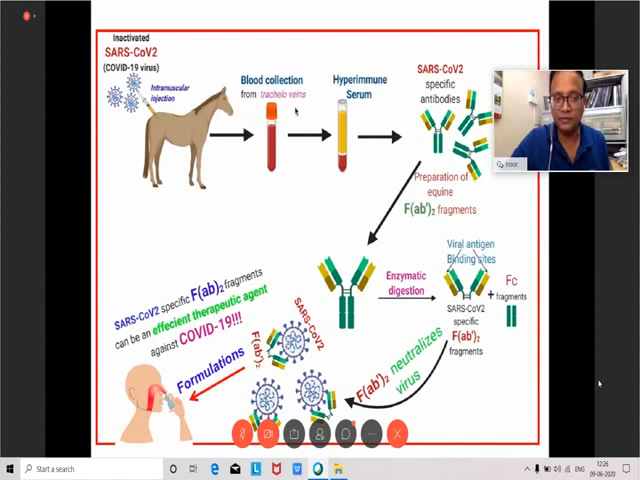 Inactivated
SARS-CoV2
(COVID-19 virus)
Intramuscular
injection
Blood collection
from trachelo veins
Hyperimmune
Serum
SARS-CoV2
specific
antibodies
noor
Preparation of
equine
F(ab')2 fragments
Enzymatic
digestion
Viral antigen
Binding sites
+
Fc
fragments
SARS-CoV2
specific
F(ab')2
fragments
F(ab')2 neutralizes
virus
SARS-CoV2
F(ab')2
Formulations
SARS-CoV2 specific F(ab)2 fragments
can be an effecient therapeutic agent
against COVID-19!!!
Start a search
ENG
12:26
09-06-2020